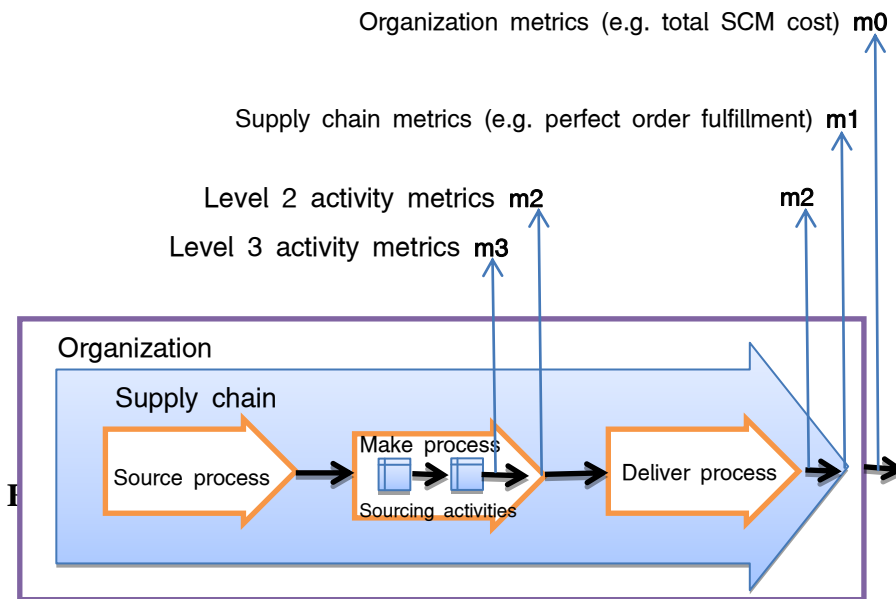 Organization metrics (e.g. total SCM cost) m0
Supply chain metrics (e.g. perfect order fulfillment) m1
Level 2 activity metrics m2
m2
Level 3 activity metrics m3
Organization
Supply chain
Source process
Make process
Sourcing activities
Deliver process